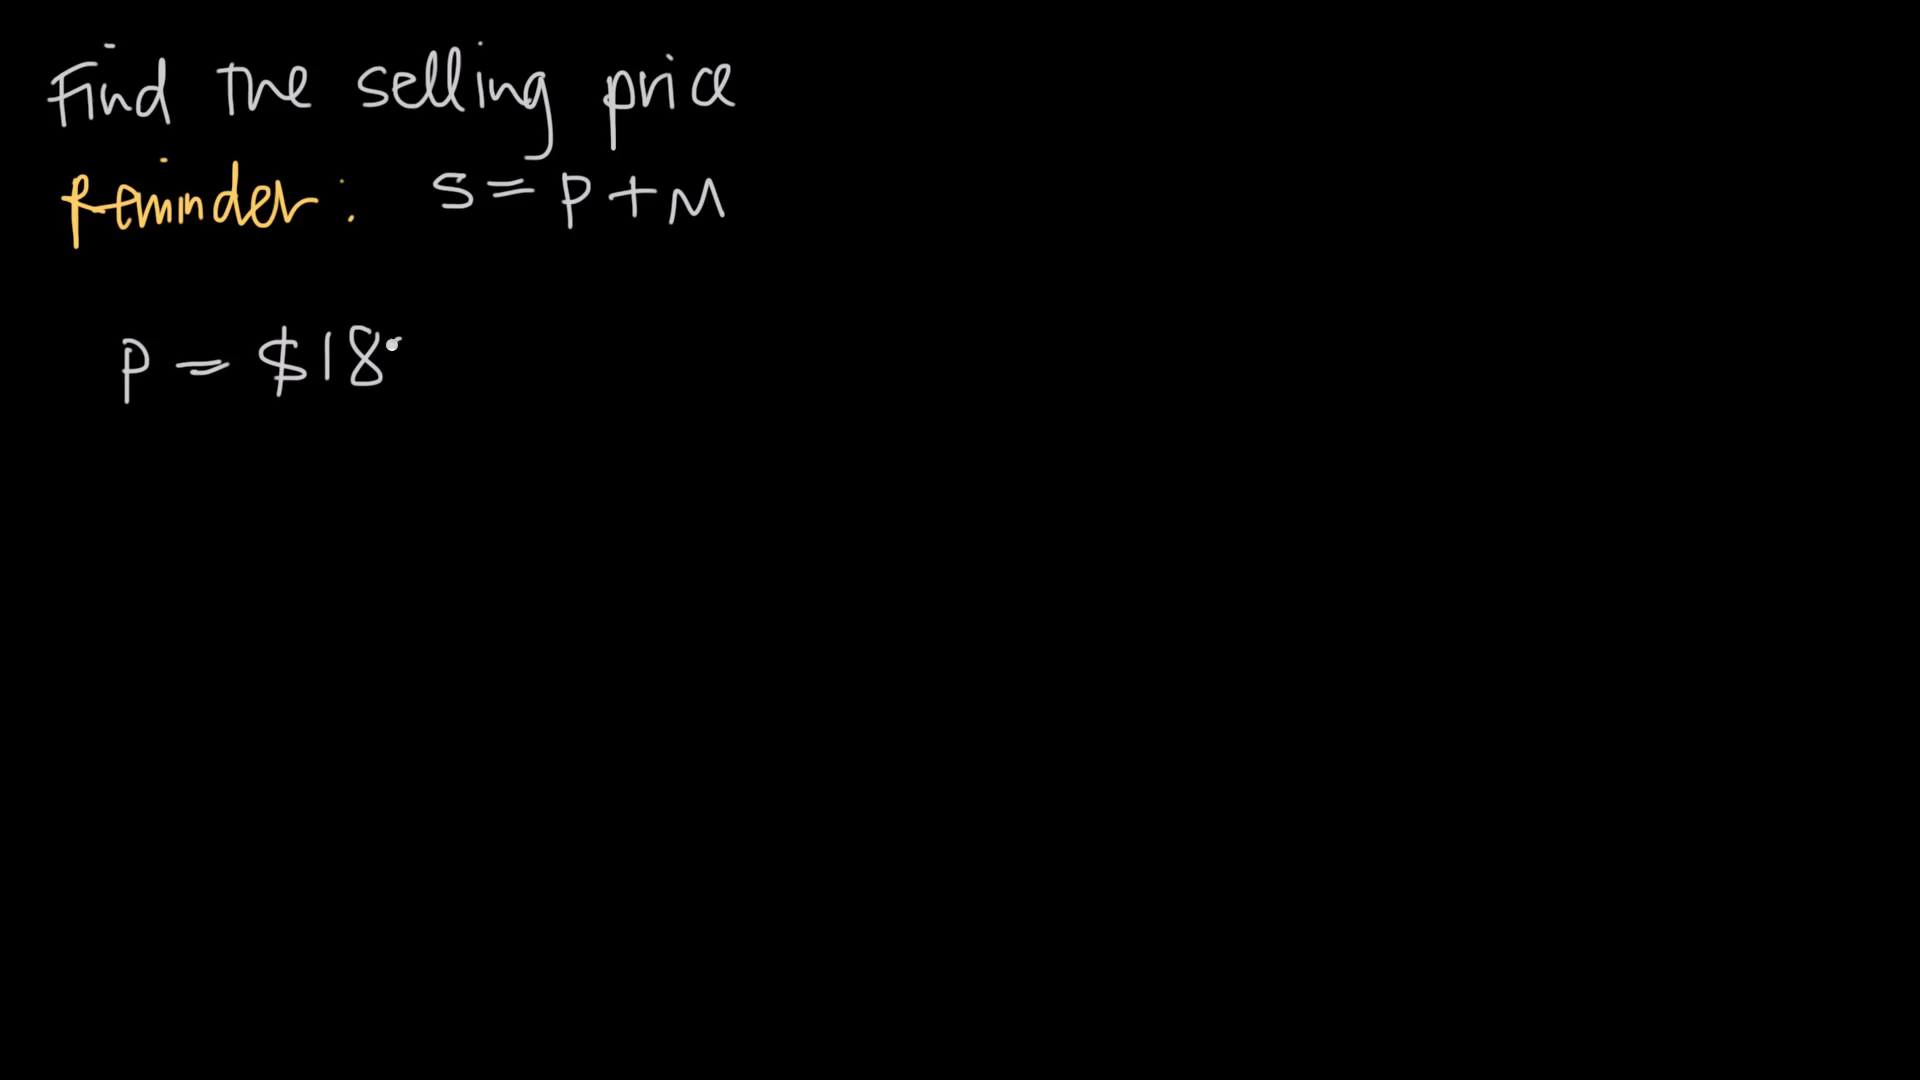 Find the selling price
Reminder: S = P + M
P = $18